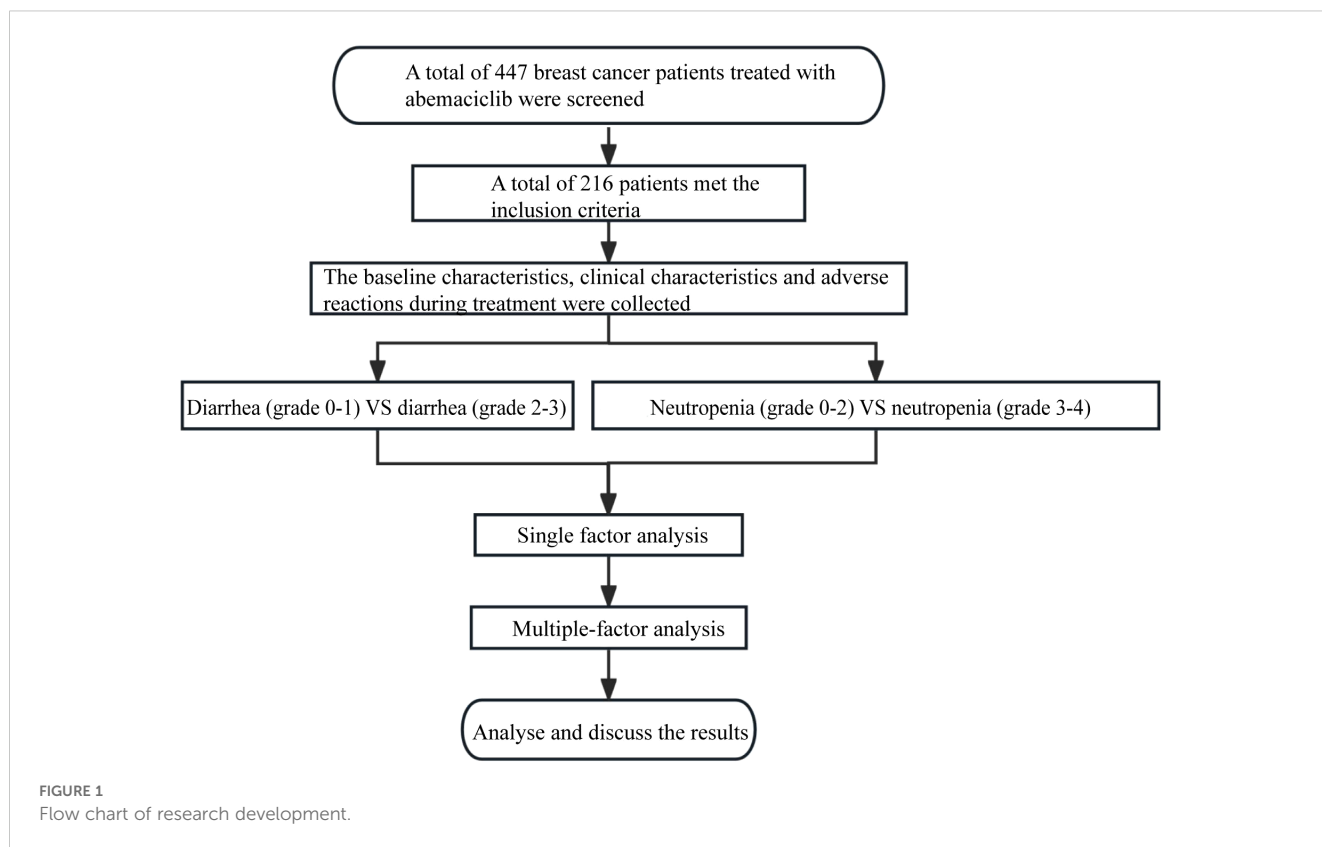 A total of 447 breast cancer patients treated with
abemaciclib were screened
A total of 216 patients met the
inclusion criteria
The baseline characteristics, clinical characteristics and adverse
reactions during treatment were collected
Diarrhea (grade 0-1) VS diarrhea (grade 2-3)
Neutropenia (grade 0-2) VS neutropenia (grade 3-4)
Single factor analysis
Multiple-factor analysis
Analyse and discuss the results
FIGURE 1
Flow chart of research development.